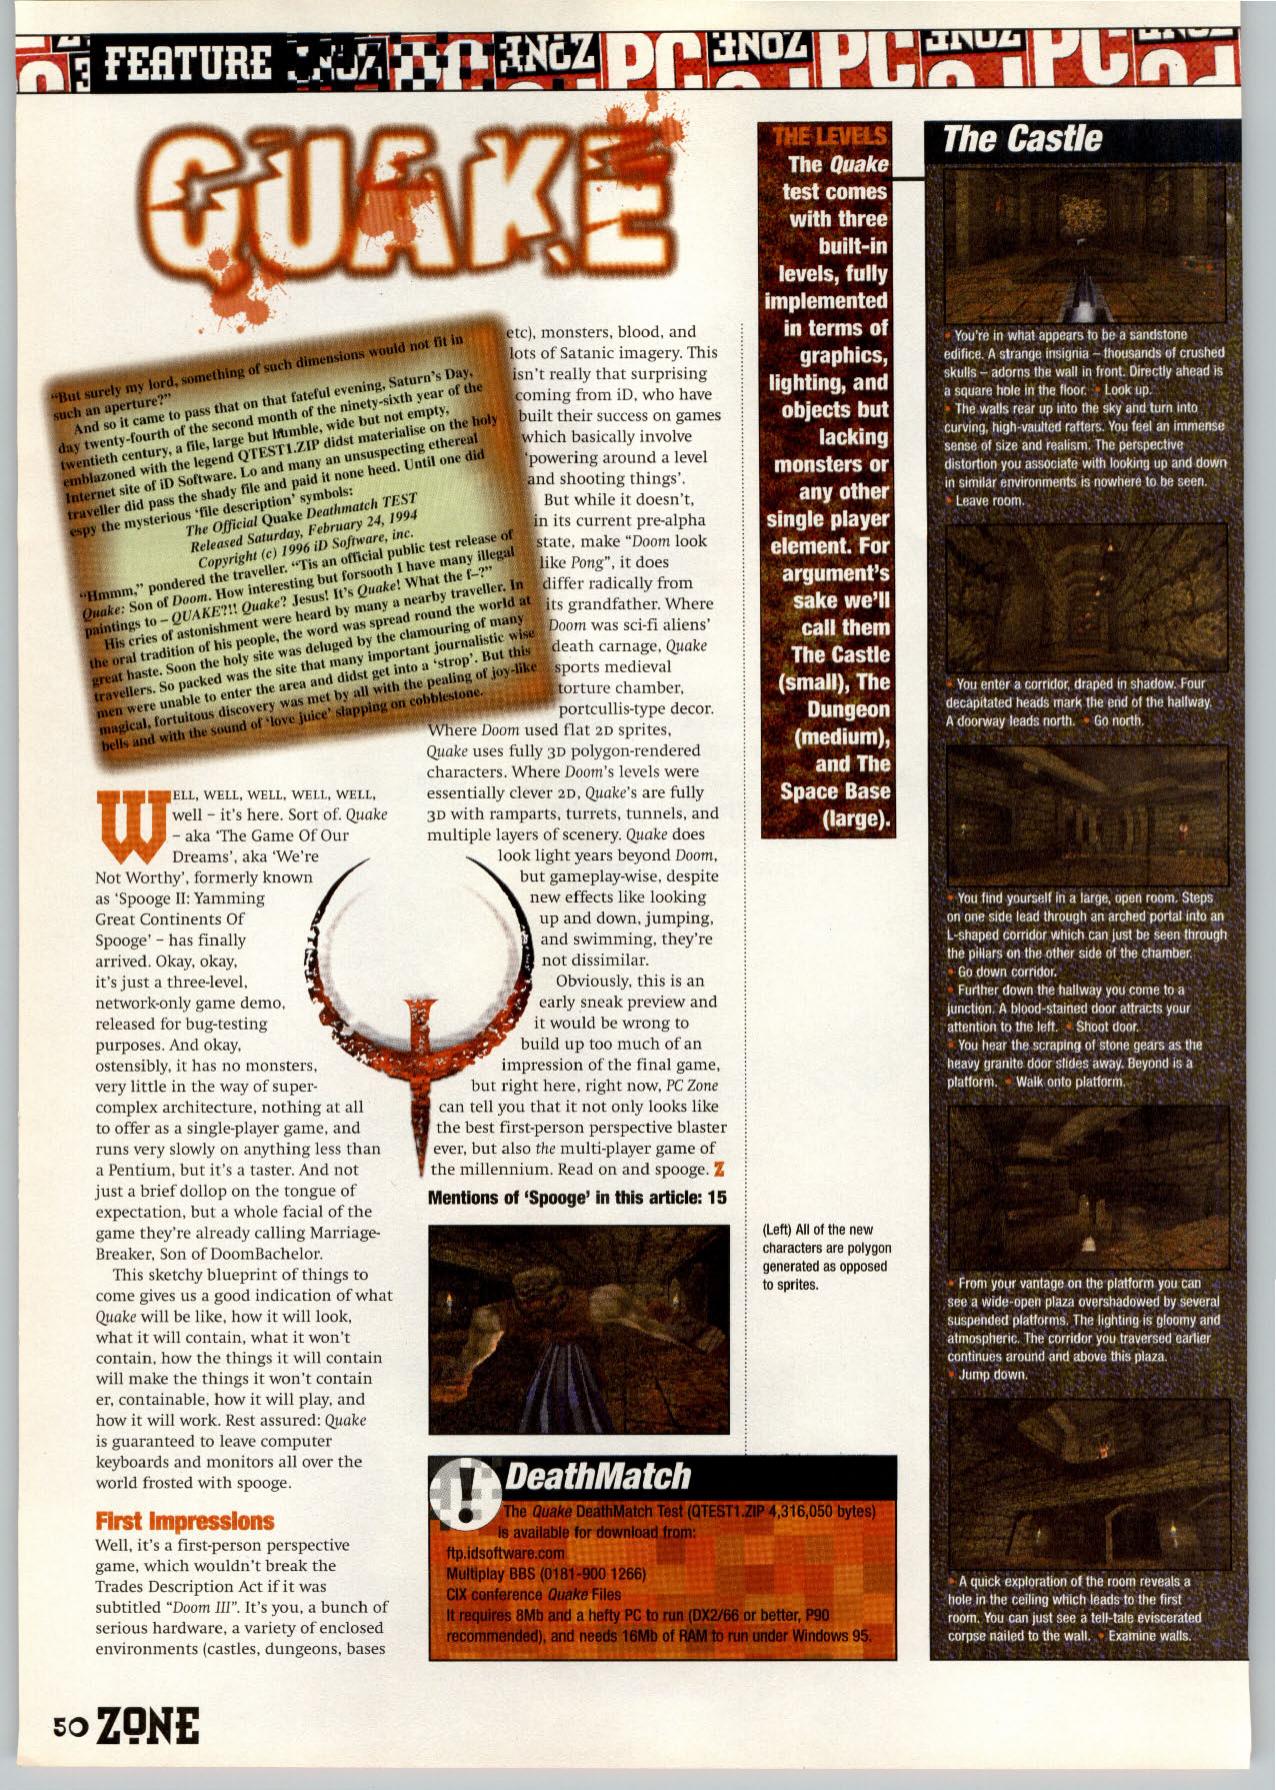 FEATURE
QUAKE
"But surely my lord, something of such dimensions would not fit in
such an aperture?"
And so it came to pass that on that fateful evening, Saturn's Day,
day twenty-fourth of the second month of the ninety-sixth year of the
twentieth century, a file, large but humble, wide but not empty,
emblazoned with the legend QTEST1.ZIP didst materialise on the holy
Internet site of iD Software. Lo and many an unsuspecting ethereal
traveller did pass the shady file and paid it none heed. Until one did
espy the mysterious 'file description' symbols:
The Official Quake Deathmatch TEST
Released Saturday, February 24, 1994
Copyright (c) 1996 iD Software, inc.
"Hmmm," pondered the traveller. "Tis an official public test release of
Quake: Son of Doom. How interesting but forsooth I have many illegal
paintings to – QUAKE?!! Quake? Jesus! It's Quake! What the f–?"
His cries of astonishment were heard by many a nearby traveller. In
the oral tradition of his people, the word was spread round the world at
great haste. Soon the holy site was deluged by the clamouring of many
travellers. So packed was the site that many important journalistic wise
men were unable to enter the area and didst get into a 'strop'. But this
magical, fortuitous discovery was met by all with the pealing of joy-like
bells and with the sound of 'love juice' slapping on cobblestone.
WELL, WELL, WELL, WELL, WELL,
well – it's here. Sort of. Quake
– aka 'The Game Of Our
Dreams', aka 'We're
Not Worthy', formerly known
as 'Spooge II: Yamming
Great Continents Of
Spooge' – has finally
arrived. Okay, okay,
it's just a three-level,
network-only game demo,
released for bug-testing
purposes. And okay,
ostensibly, it has no monsters,
very little in the way of super-
complex architecture, nothing at all
to offer as a single-player game, and
runs very slowly on anything less than
a Pentium, but it's a taster. And not
just a brief dollop on the tongue of
expectation, but a whole facial of the
game they're already calling Marriage-
Breaker, Son of DoomBachelor.
This sketchy blueprint of things to
come gives us a good indication of what
Quake will be like, how it will look,
what it will contain, what it won't
contain, how the things it will contain
will make the things it won't contain
er, containable, how it will play, and
how it will work. Rest assured: Quake
is guaranteed to leave computer
keyboards and monitors all over the
world frosted with spooge.
First Impressions
Well, it's a first-person perspective
game, which wouldn't break the
Trades Description Act if it was
subtitled "Doom III". It's you, a bunch of
serious hardware, a variety of enclosed
environments (castles, dungeons, bases
etc), monsters, blood, and
lots of Satanic imagery. This
isn't really that surprising
coming from iD, who have
built their success on games
which basically involve
'powering around a level
and shooting things'.
But while it doesn't,
in its current pre-alpha
state, make "Doom look
like Pong", it does
differ radically from
its grandfather. Where
Doom was sci-fi aliens'
death carnage, Quake
sports medieval
torture chamber,
portcullis-type decor.
Where Doom used flat 2D sprites,
Quake uses fully 3D polygon-rendered
characters. Where Doom's levels were
essentially clever 2D, Quake's are fully
3D with ramparts, turrets, tunnels, and
multiple layers of scenery. Quake does
look light years beyond Doom,
but gameplay-wise, despite
new effects like looking
up and down, jumping,
and swimming, they're
not dissimilar.
Obviously, this is an
early sneak preview and
it would be wrong to
build up too much of an
impression of the final game,
but right here, right now, PC Zone
can tell you that it not only looks like
the best first-person perspective blaster
ever, but also the multi-player game of
the millennium. Read on and spooge. Z
Mentions of 'Spooge' in this article: 15
(Left) All of the new
characters are polygon
generated as opposed
to sprites.
! DeathMatch
The Quake DeathMatch Test (QTEST1.ZIP 4,316,050 bytes)
is available for download from:
ftp.idsoftware.com
Multiplay BBS (0181-900 1266)
CIX conference Quake Files
It requires 8Mb and a hefty PC to run (DX2/66 or better, P90
recommended), and needs 16Mb of RAM to run under Windows 95.
THE LEVELS
The Quake
test comes
with three
built-in
levels, fully
implemented
in terms of
graphics,
lighting, and
objects but
lacking
monsters or
any other
single player
element. For
argument's
sake we'll
call them
The Castle
(small), The
Dungeon
(medium),
and The
Space Base
(large).
The Castle
• You're in what appears to be a sandstone
edifice. A strange insignia – thousands of crushed
skulls – adorns the wall in front. Directly ahead is
a square hole in the floor. • Look up.
• The walls rear up into the sky and turn into
curving, high-vaulted rafters. You feel an immense
sense of size and realism. The perspective
distortion you associate with looking up and down
in similar environments is nowhere to be seen.
• Leave room.
• You enter a corridor, draped in shadow. Four
decapitated heads mark the end of the hallway.
A doorway leads north. • Go north.
• You find yourself in a large, open room. Steps
on one side lead through an arched portal into an
L-shaped corridor which can just be seen through
the pillars on the other side of the chamber.
• Go down corridor.
• Further down the hallway you come to a
junction. A blood-stained door attracts your
attention to the left. • Shoot door.
• You hear the scraping of stone gears as the
heavy granite door slides away. Beyond is a
platform. • Walk onto platform.
• From your vantage on the platform you can
see a wide-open plaza overshadowed by several
suspended platforms. The lighting is gloomy and
atmospheric. The corridor you traversed earlier
continues around and above this plaza.
• Jump down.
• A quick exploration of the room reveals a
hole in the ceiling which leads to the first
room. You can just see a tell-tale eviscerated
corpse nailed to the wall. • Examine walls.
50 ZONE